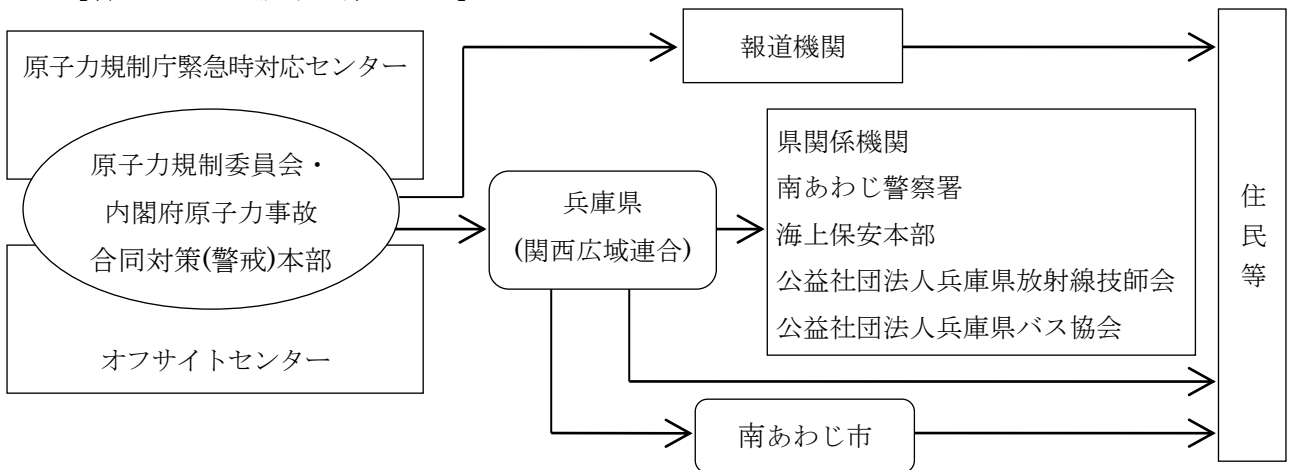 原子力規制庁緊急時対応センター
原子力規制委員会・
内閣府原子力事故
合同対策(警戒)本部
オフサイトセンター
報道機関
兵庫県
(関西広域連合)
県関係機関
南あわじ警察署
海上保安本部
公益社団法人兵庫県放射線技師会
公益社団法人兵庫県バス協会
南あわじ市
住民等